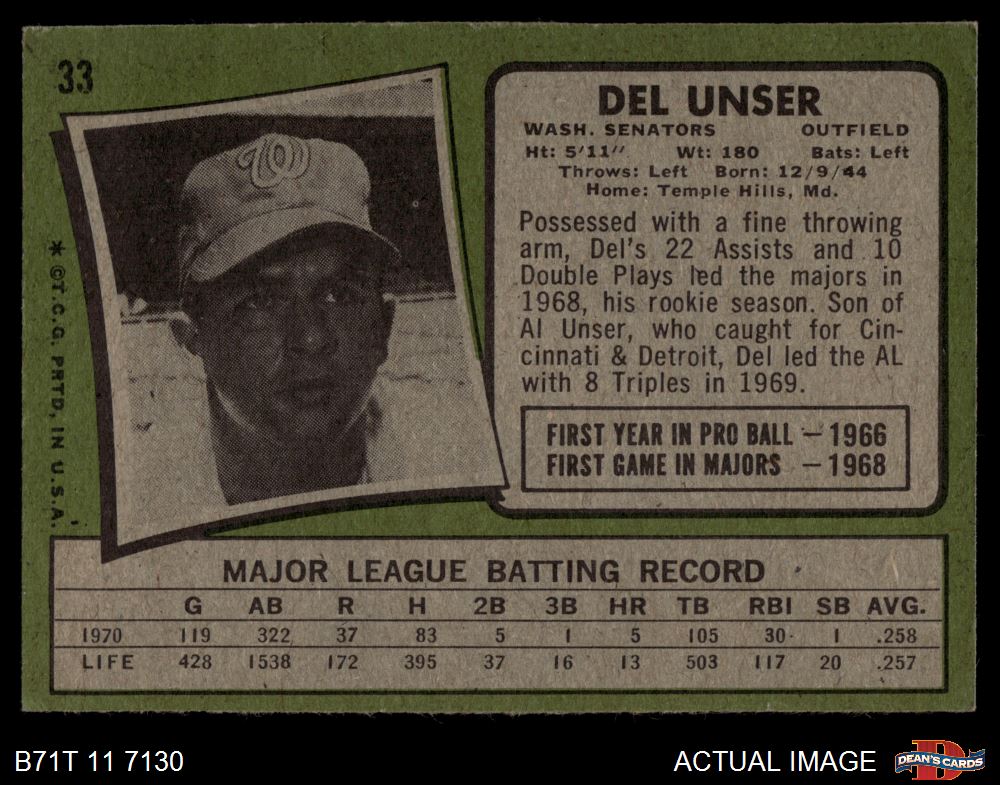 33
DEL UNSER
WASH. SENATORS OUTFIELD
Ht: 5'11" Wt: 180 Bats: Left
Throws: Left Born: 12/9/44
Home: Temple Hills, Md.
Possessed with a fine throwing
arm, Del's 22 Assists and 10
Double Plays led the majors in
1968, his rookie season. Son of
Al Unser, who caught for Cin-
cinnati & Detroit, Del led the AL
with 8 Triples in 1969.
FIRST YEAR IN PRO BALL – 1966
FIRST GAME IN MAJORS – 1968
W
* ©T.C.G. PRTD, IN U.S.A.
MAJOR LEAGUE BATTING RECORD
G AB R H 2B 3B HR TB RBI SB AVG.
1970 119 322 37 83 5 1 5 105 30 1 .258
LIFE 428 1538 172 395 37 16 13 503 117 20 .257
B71T 11 7130
ACTUAL IMAGE
D
DEAN'S CARDS